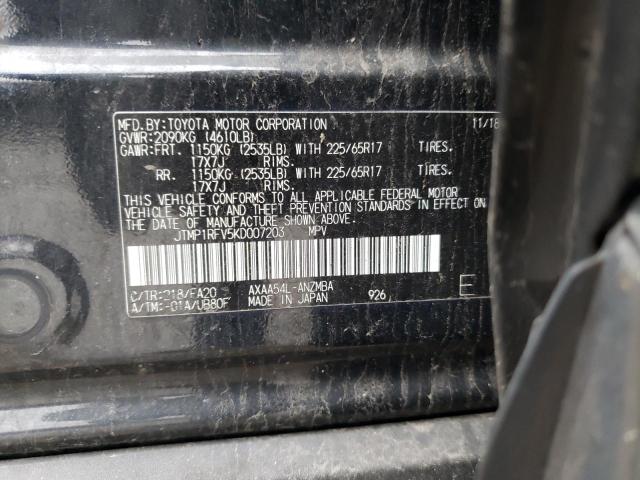 MFD.BY:TOYOTA MOTOR CORPORATION 11/18
GVWR:2090KG (4610LB)
GAWR:FRT. 1150KG (2535LB) WITH 225/65R17 TIRES.
17X7J RIMS.
RR. 1150KG (2535LB) WITH 225/65R17 TIRES.
17X7J RIMS.
THIS VEHICLE CONFORMS TO ALL APPLICABLE FEDERAL MOTOR
VEHICLE SAFETY AND THEFT PREVENTION STANDARDS IN EFFECT ON
THE DATE OF MANUFACTURE SHOWN ABOVE.
JTMP1RFV5KD007203 MPV
C/TR:218/FA20 AXAA54L-ANZMBA E
A/TM:-01A/UB80F MADE IN JAPAN 926